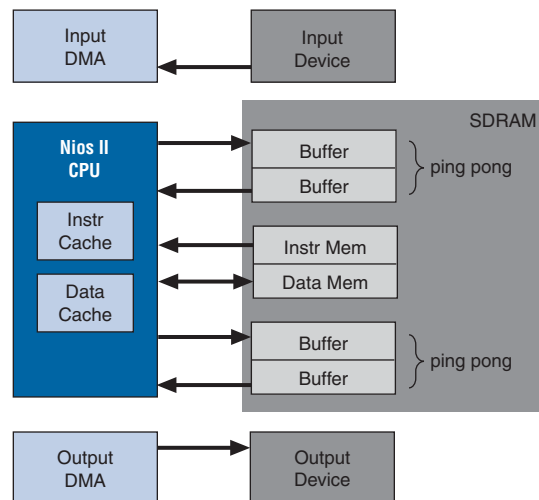 Input
DMA
Input
Device
SDRAM
Nios II
CPU
Instr
Cache
Data
Cache
Buffer
Buffer
ping pong
Instr Mem
Data Mem
Buffer
Buffer
ping pong
Output
DMA
Output
Device